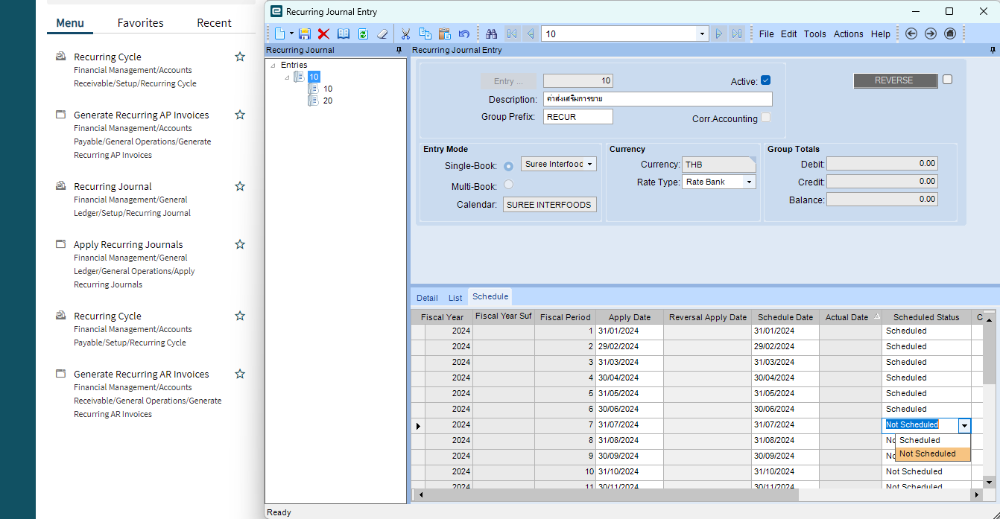 Menu Favorites Recent
Recurring Cycle
Financial Management/Accounts
Receivable/Setup/Recurring Cycle
Generate Recurring AP Invoices
Financial Management/Accounts
Payable/General Operations/Generate
Recurring AP Invoices
Recurring Journal
Financial Management/General
Ledger/Setup/Recurring Journal
Apply Recurring Journals
Financial Management/General
Ledger/General Operations/Apply
Recurring Journals
Recurring Cycle
Financial Management/Accounts
Payable/Setup/Recurring Cycle
Generate Recurring AR Invoices
Financial Management/Accounts
Receivable/General Operations/Generate
Recurring AR Invoices
Recurring Journal Entry
10 File Edit Tools Actions Help
Recurring Journal
Entries
10
10
20
Recurring Journal Entry
Entry ... 10 Active: REVERSE
Description: ค่าส่งเสริมการขาย
Group Prefix: RECUR Corr.Accounting
Entry Mode
Single-Book: Suree Interfood
Multi-Book:
Calendar: SUREE INTERFOODS
Currency
Currency: THB
Rate Type: Rate Bank
Group Totals
Debit: 0.00
Credit: 0.00
Balance: 0.00
Detail List Schedule
Fiscal Year Fiscal Year Suf Fiscal Period Apply Date Reversal Apply Date Schedule Date Actual Date Scheduled Status C
2024 1 31/01/2024 31/01/2024 Scheduled
2024 2 29/02/2024 29/02/2024 Scheduled
2024 3 31/03/2024 31/03/2024 Scheduled
2024 4 30/04/2024 30/04/2024 Scheduled
2024 5 31/05/2024 31/05/2024 Scheduled
2024 6 30/06/2024 30/06/2024 Scheduled
2024 7 31/07/2024 31/07/2024 Not Scheduled
2024 8 31/08/2024 31/08/2024 No Scheduled
2024 9 30/09/2024 30/09/2024 No Not Scheduled
2024 10 31/10/2024 31/10/2024 Not Scheduled
2024 11 30/11/2024 30/11/2024 Not Scheduled
Ready